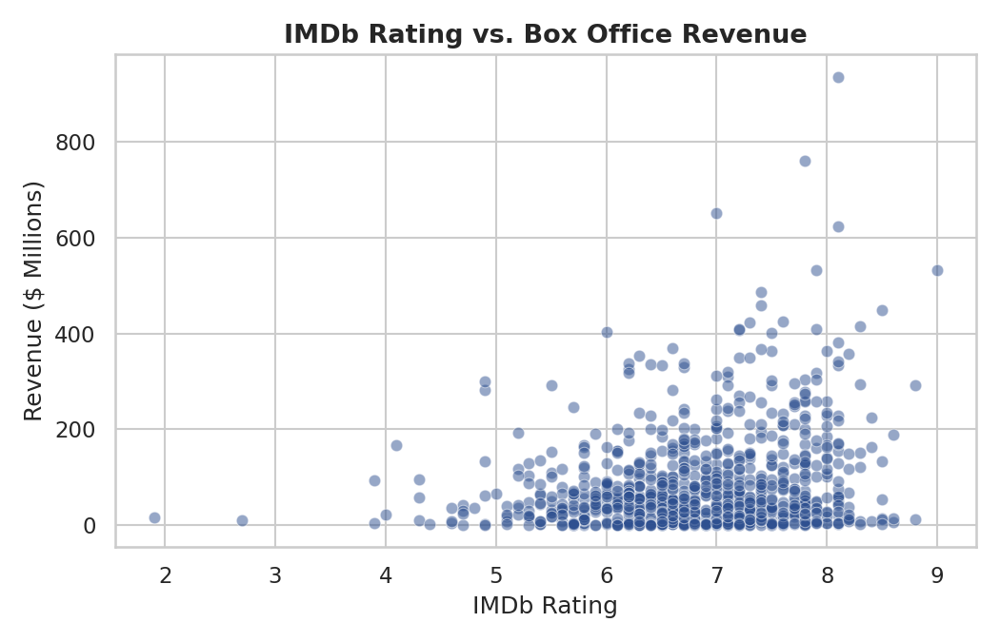 IMDb Rating vs. Box Office Revenue
Revenue ($ Millions)
800
600
400
200
0
2 3 4 5 6 7 8 9
IMDb Rating